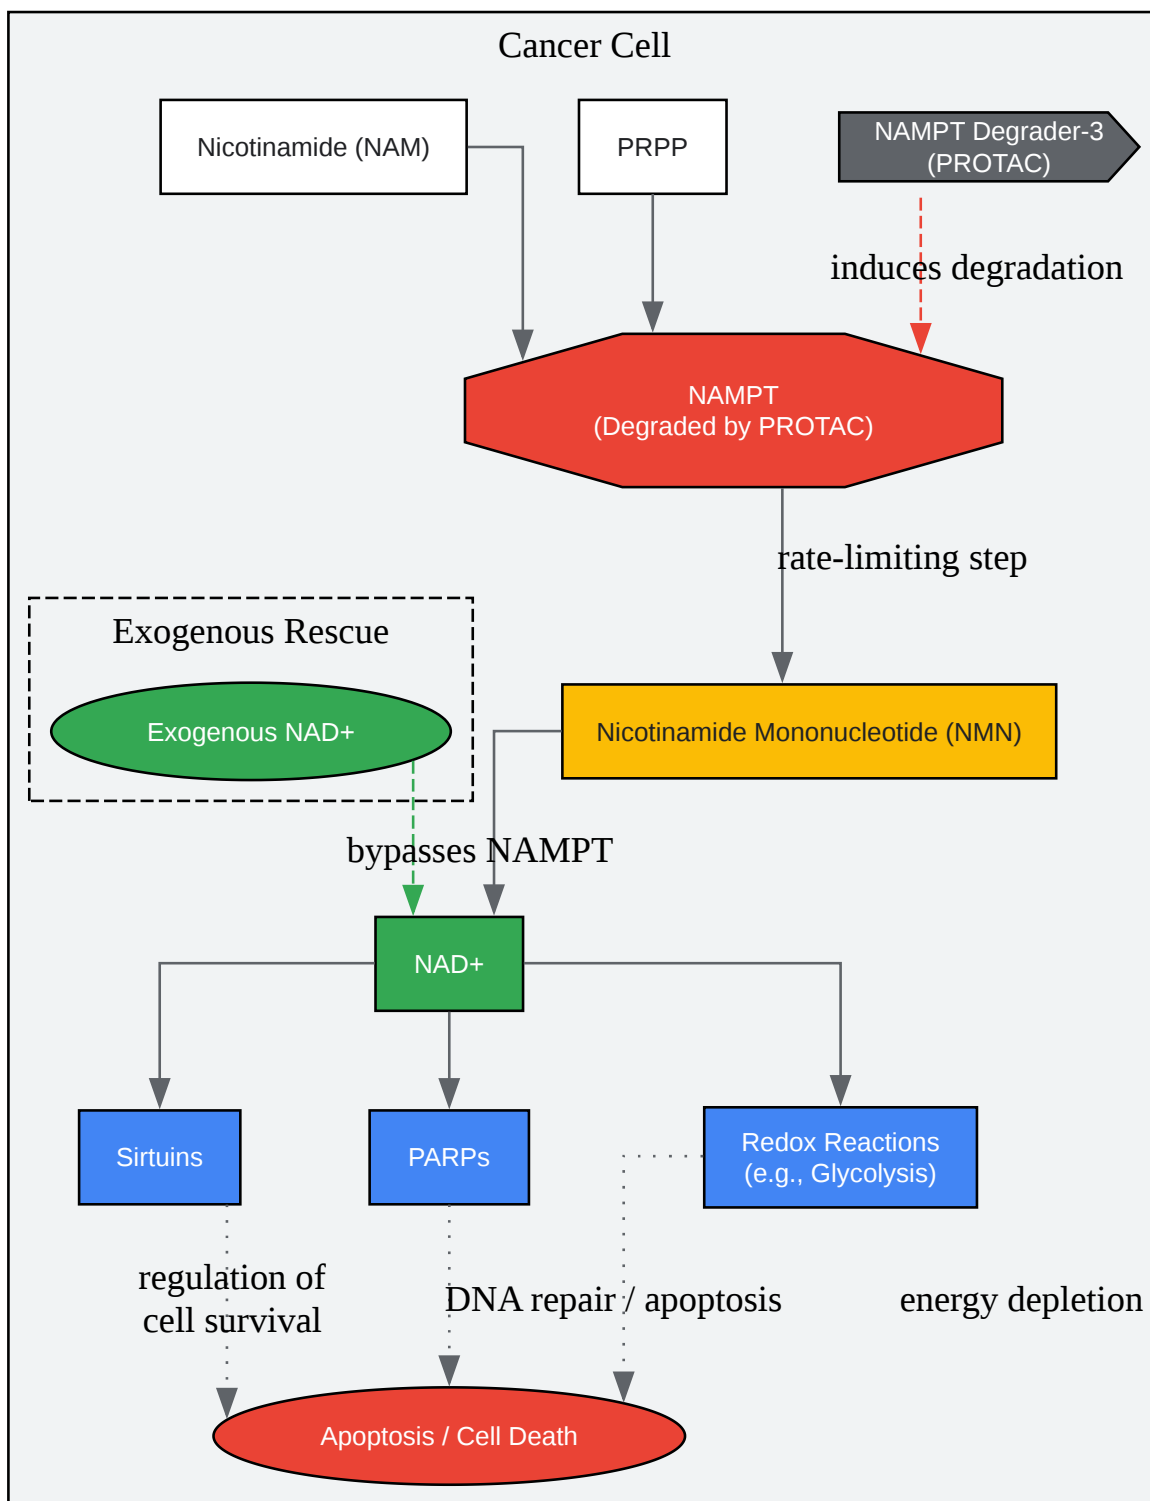 Cancer Cell
Nicotinamide (NAM)
PRPP
NAMPT Degrader-3
(PROTAC)
induces degradation
NAMPT
(Degraded by PROTAC)
rate-limiting step
Exogenous Rescue
Exogenous NAD+
Nicotinamide Mononucleotide (NMN)
bypasses NAMPT
NAD+
Sirtuins
PARPs
Redox Reactions
(e.g., Glycolysis)
regulation of
cell survival
DNA repair / apoptosis
energy depletion
Apoptosis / Cell Death